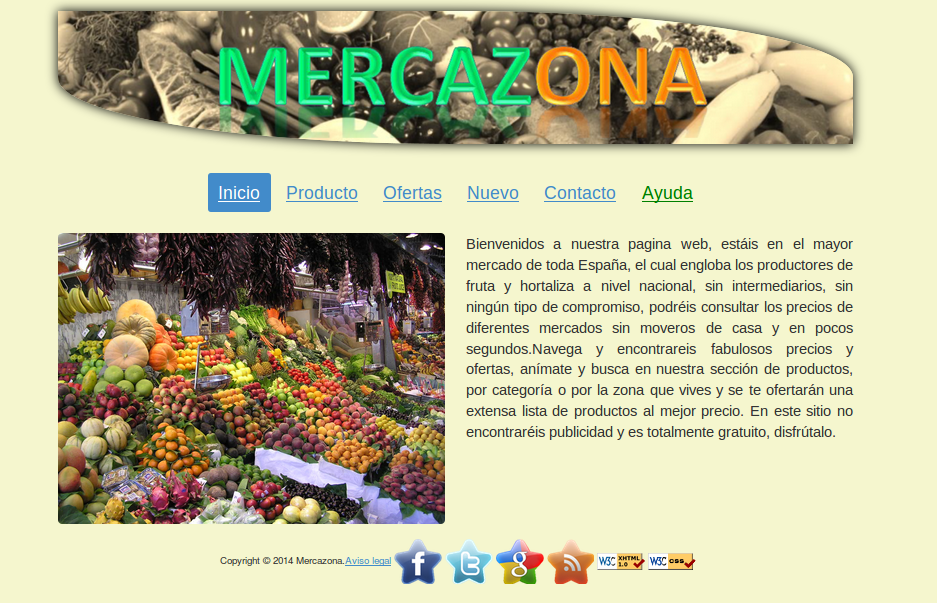 MERCAZONA
Inicio Producto Ofertas Nuevo Contacto Ayuda
Bienvenidos a nuestra pagina web, estáis en el mayor
mercado de toda España, el cual engloba los productores de
fruta y hortaliza a nivel nacional, sin intermediarios, sin
ningún tipo de compromiso, podréis consultar los precios de
diferentes mercados sin moveros de casa y en pocos
segundos.Navega y encontrareis fabulosos precios y
ofertas, anímate y busca en nuestra sección de productos,
por categoría o por la zona que vives y se te ofertarán una
extensa lista de productos al mejor precio. En este sitio no
encontraréis publicidad y es totalmente gratuito, disfrútalo.
Copyright © 2014 Mercazona.Aviso legal f t g W3C XHTML 1.0 W3C css